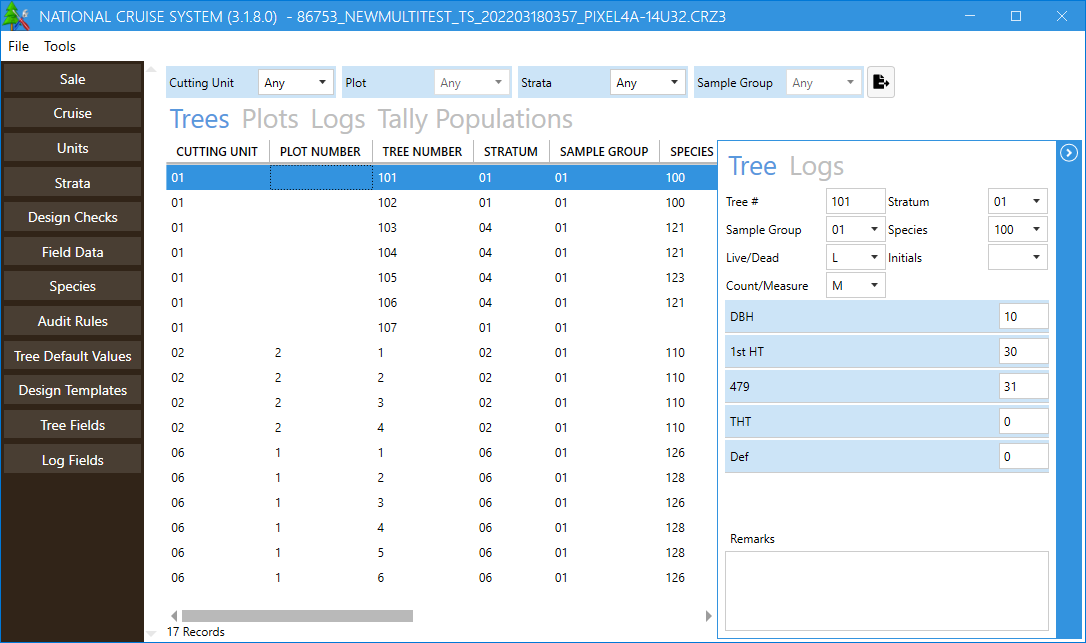 NATIONAL CRUISE SYSTEM (3.1.8.0) - 86753_NEWMULTITEST_TS_202203180357_PIXEL4A-14U32.CRZ3
File Tools
Sale
Cruise
Units
Strata
Design Checks
Field Data
Species
Audit Rules
Tree Default Values
Design Templates
Tree Fields
Log Fields
Cutting Unit Any Plot Any Strata Any Sample Group Any
Trees Plots Logs Tally Populations
CUTTING UNIT PLOT NUMBER TREE NUMBER STRATUM SAMPLE GROUP SPECIES
01 101 01 01 100
01 102 01 01 100
01 103 04 01 121
01 104 04 01 121
01 105 04 01 123
01 106 04 01 121
01 107 01 01
02 2 1 02 01 110
02 2 2 02 01 110
02 2 3 02 01 110
02 2 4 02 01 110
06 1 1 06 01 126
06 1 2 06 01 128
06 1 3 06 01 126
06 1 4 06 01 128
06 1 5 06 01 128
06 1 6 06 01 126
17 Records
Tree Logs
Tree # 101 Stratum 01
Sample Group 01 Species 100
Live/Dead L Initials
Count/Measure M
DBH 10
1st HT 30
479 31
THT 0
Def 0
Remarks